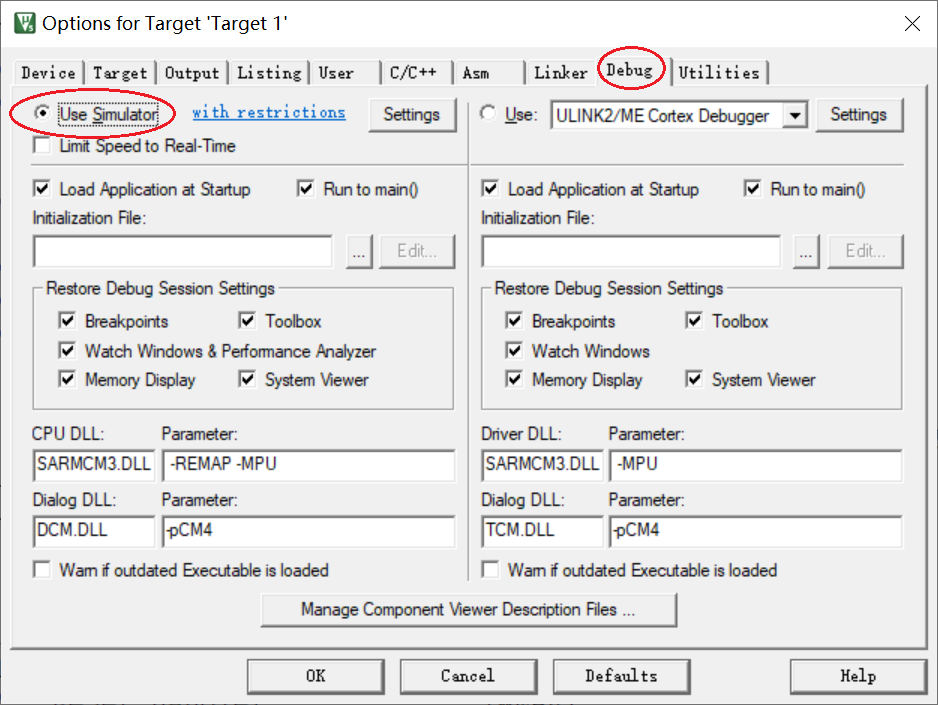 Options for Target 'Target 1'
Device Target Output Listing User C/C++ Asm Linker Debug Utilities
Use Simulator with restrictions Settings Use: ULINK2/ME Cortex Debugger Settings
Limit Speed to Real-Time
Load Application at Startup Run to main() Load Application at Startup Run to main()
Initialization File: Initialization File:
... Edit... ... Edit...
Restore Debug Session Settings Restore Debug Session Settings
Breakpoints Toolbox Breakpoints Toolbox
Watch Windows & Performance Analyzer Watch Windows
Memory Display System Viewer Memory Display System Viewer
CPU DLL: Parameter: Driver DLL: Parameter:
SARMCM3.DLL -REMAP -MPU SARMCM3.DLL -MPU
Dialog DLL: Parameter: Dialog DLL: Parameter:
DCM.DLL -pCM4 TCM.DLL -pCM4
Warn if outdated Executable is loaded Warn if outdated Executable is loaded
Manage Component Viewer Description Files ...
OK Cancel Defaults Help